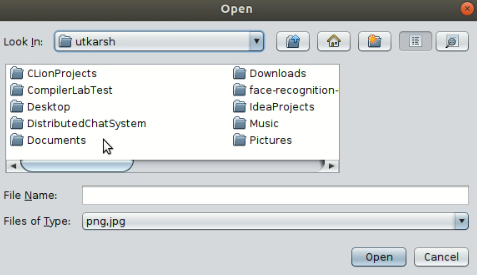 Open
Look In: utkarsh
CLionProjects Downloads
CompilerLabTest face-recognition-
Desktop IdeaProjects
DistributedChatSystem Music
Documents Pictures
File Name:
Files of Type: png,jpg
Open Cancel